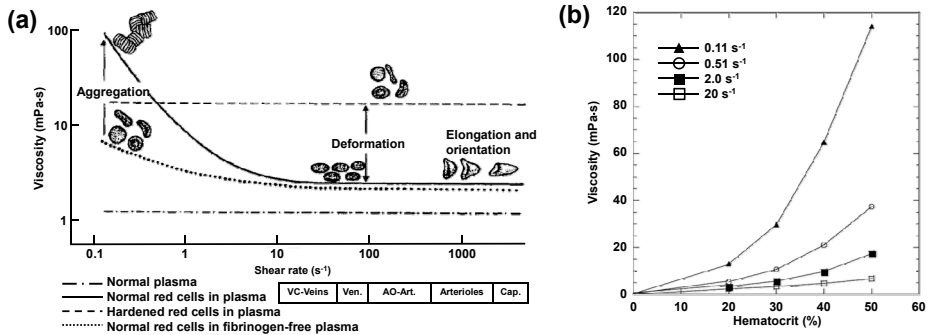 (a)
100
10
1
Viscosity (mPa·s)
Aggregation
Deformation
Elongation and
orientation
0.1 1 10 100 1000
Shear rate (s⁻¹)
Normal plasma
Normal red cells in plasma
Hardened red cells in plasma
Normal red cells in fibrinogen-free plasma
VC-Veins Ven. AO-Art. Arterioles Cap.
(b)
120
100
80
60
40
20
0
Viscosity (mPa·s)
0.11 s⁻¹
0.51 s⁻¹
2.0 s⁻¹
20 s⁻¹
0 10 20 30 40 50 60
Hematocrit (%)